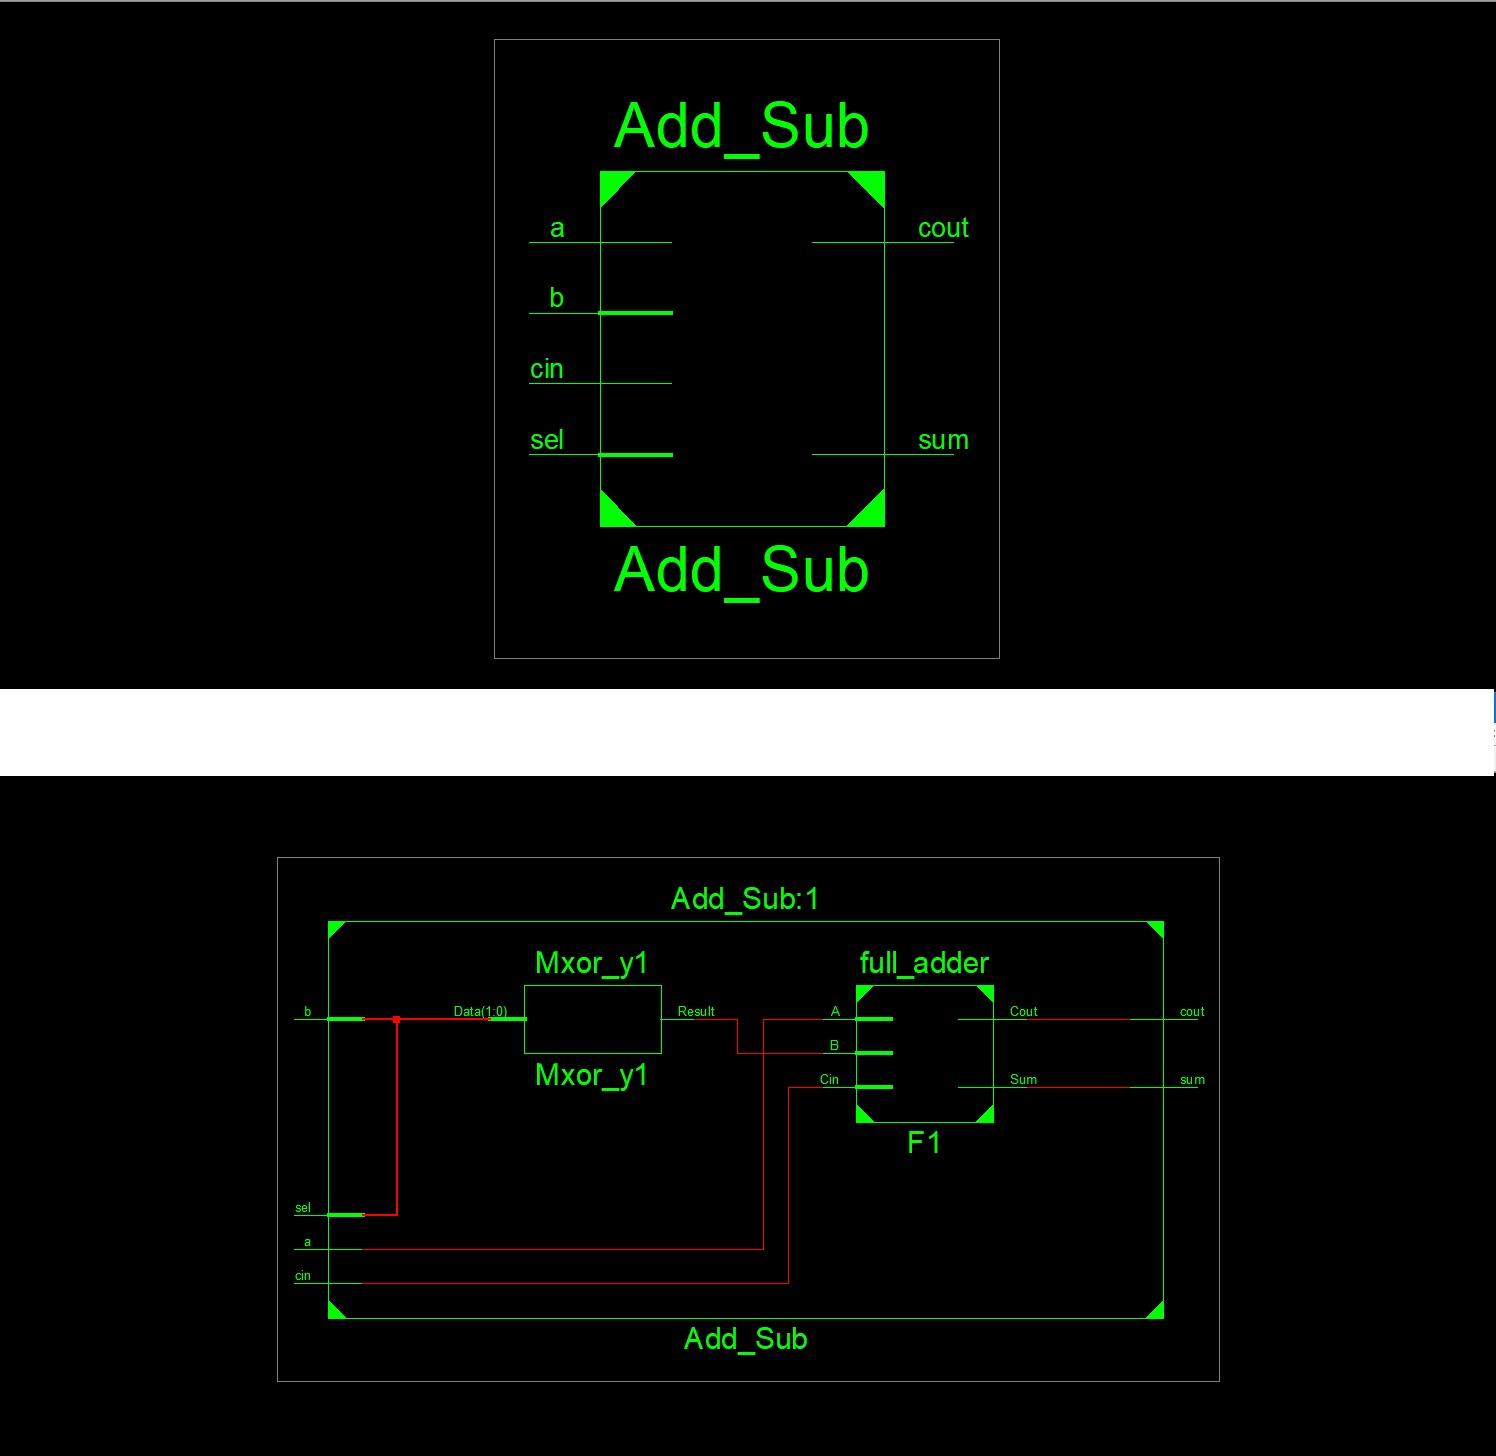 Add_Sub
a
cout
b
cin
sel
sum
Add_Sub
Add_Sub:1
Mxor_y1
full_adder
b
Data(1:0)
Result
A
Cout
cout
B
Mxor_y1
Cin
Sum
sum
F1
sel
a
cin
Add_Sub